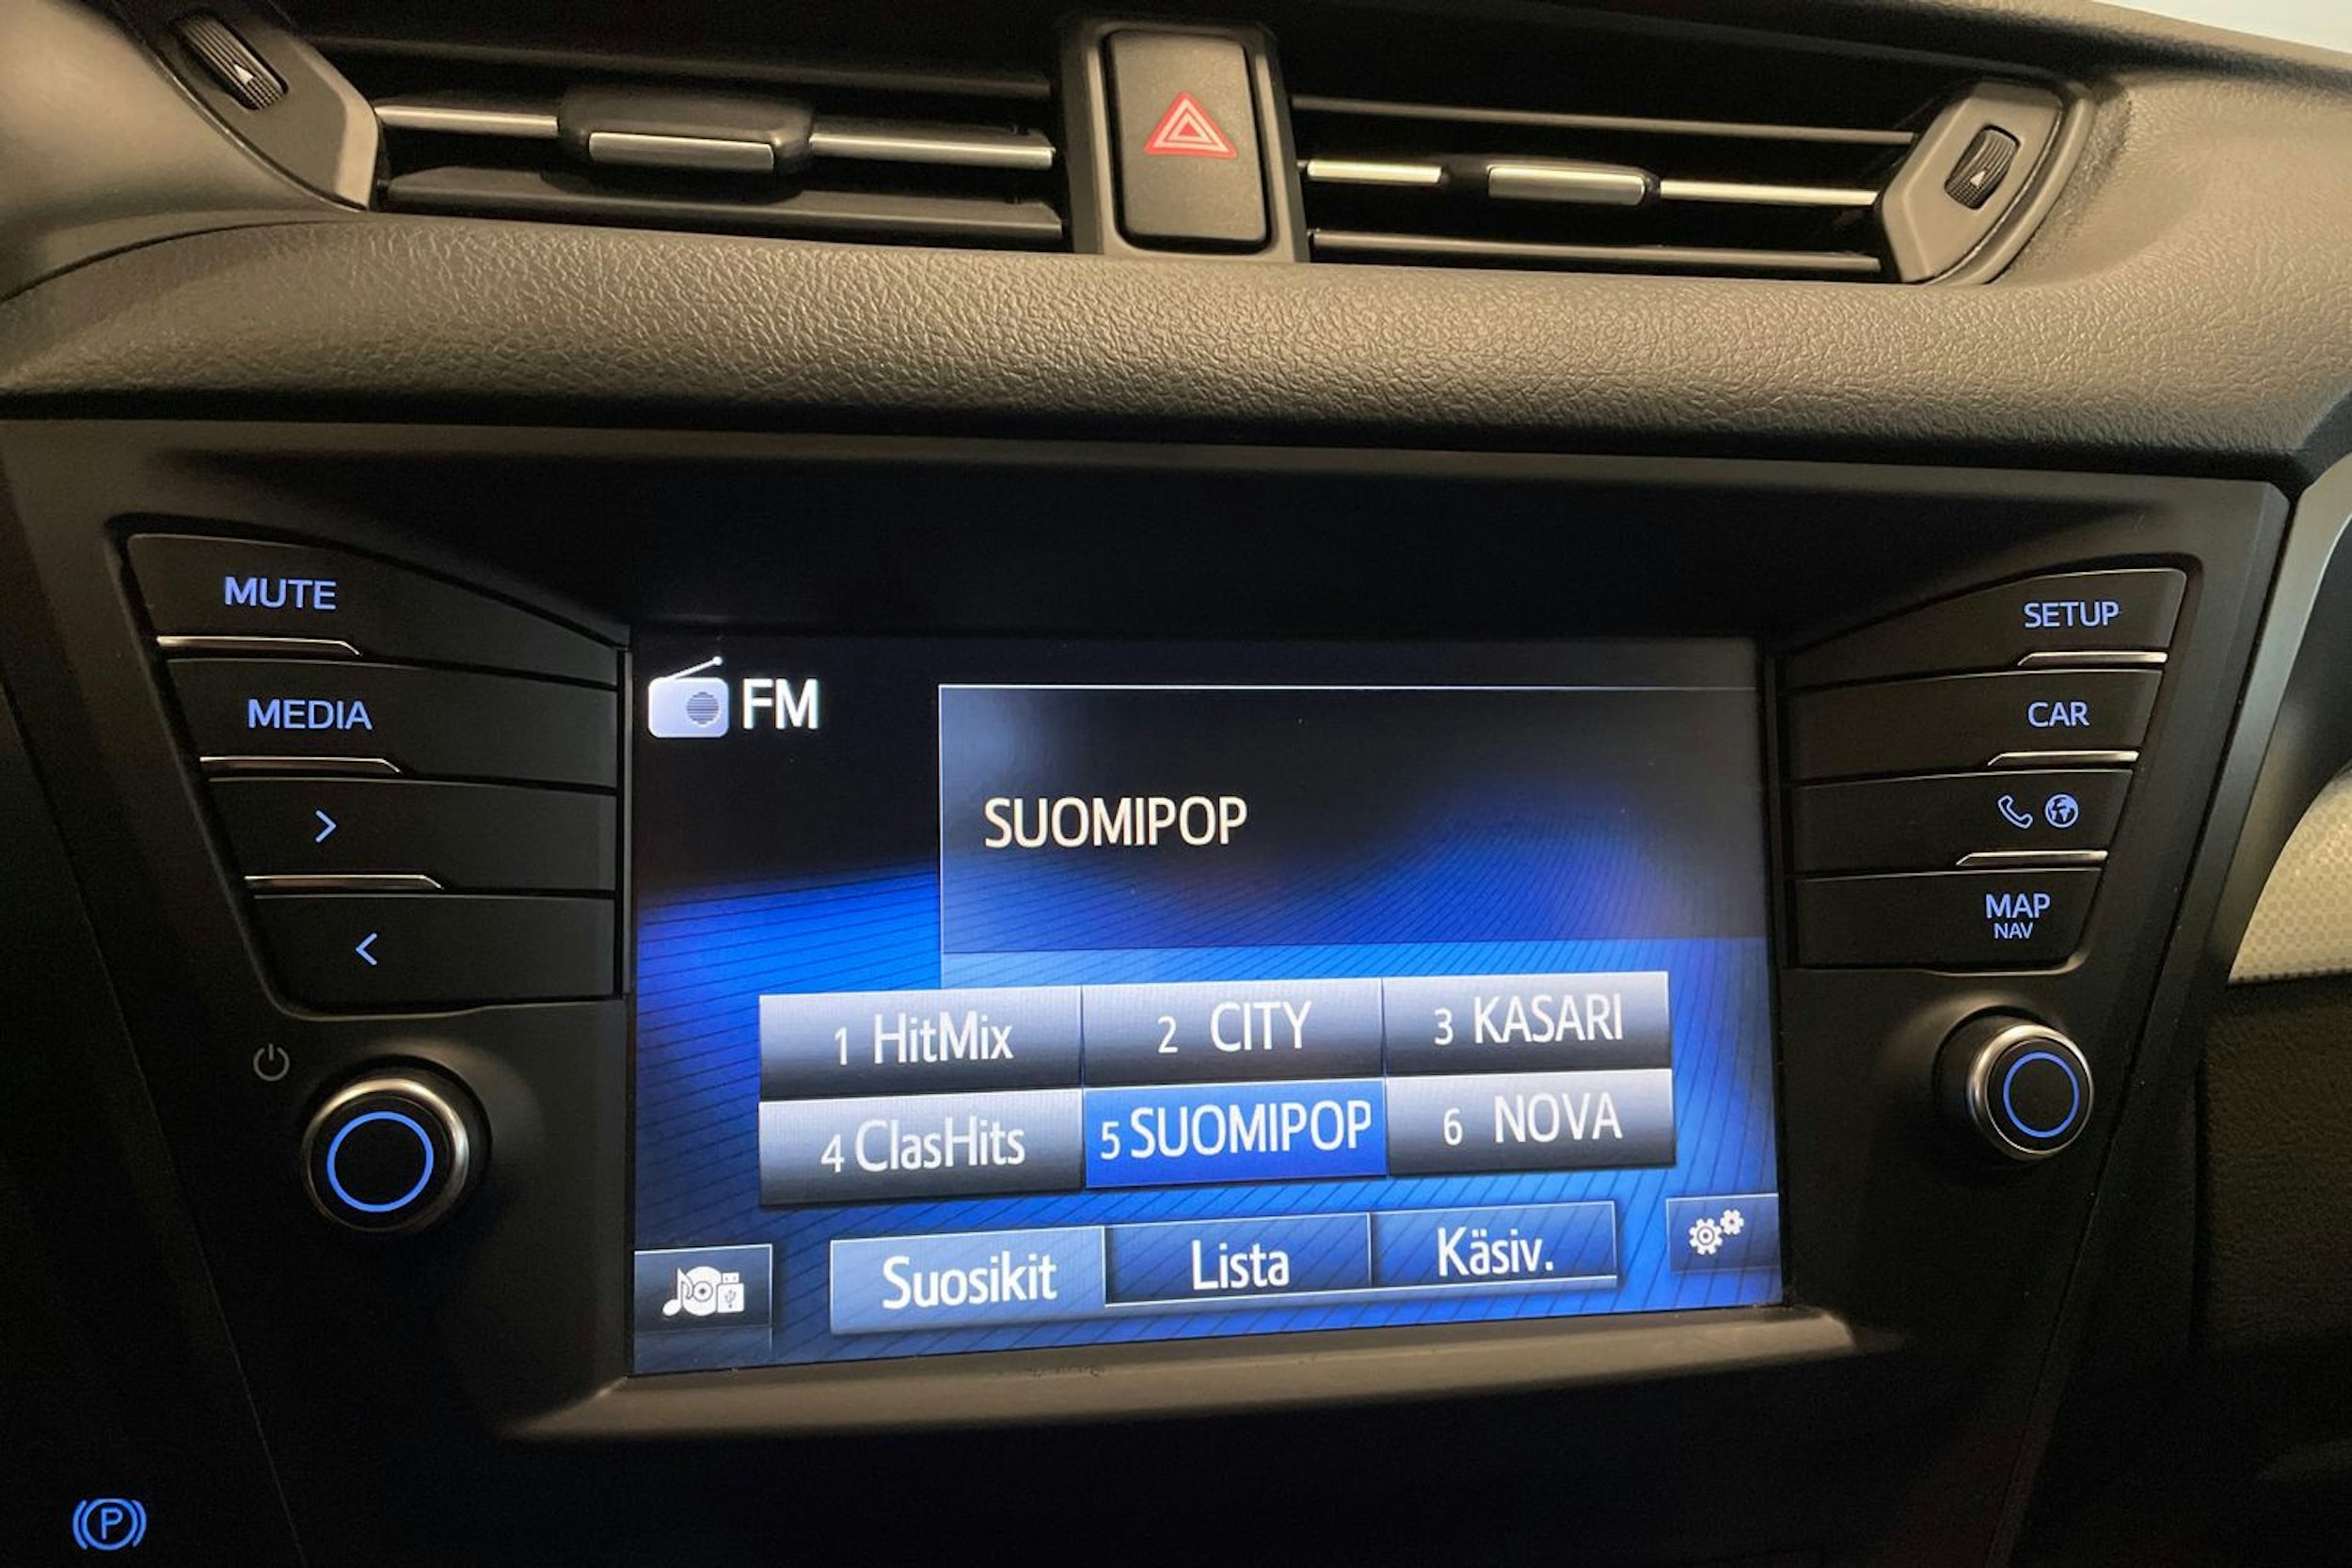 MUTE
MEDIA
FM
SUOMIPOP
1 HitMix
2 CITY
3 KASARI
4 ClasHits
5 SUOMIPOP
6 NOVA
Suosikit
Lista
Käsiv.
SETUP
CAR
MAP
NAV
P